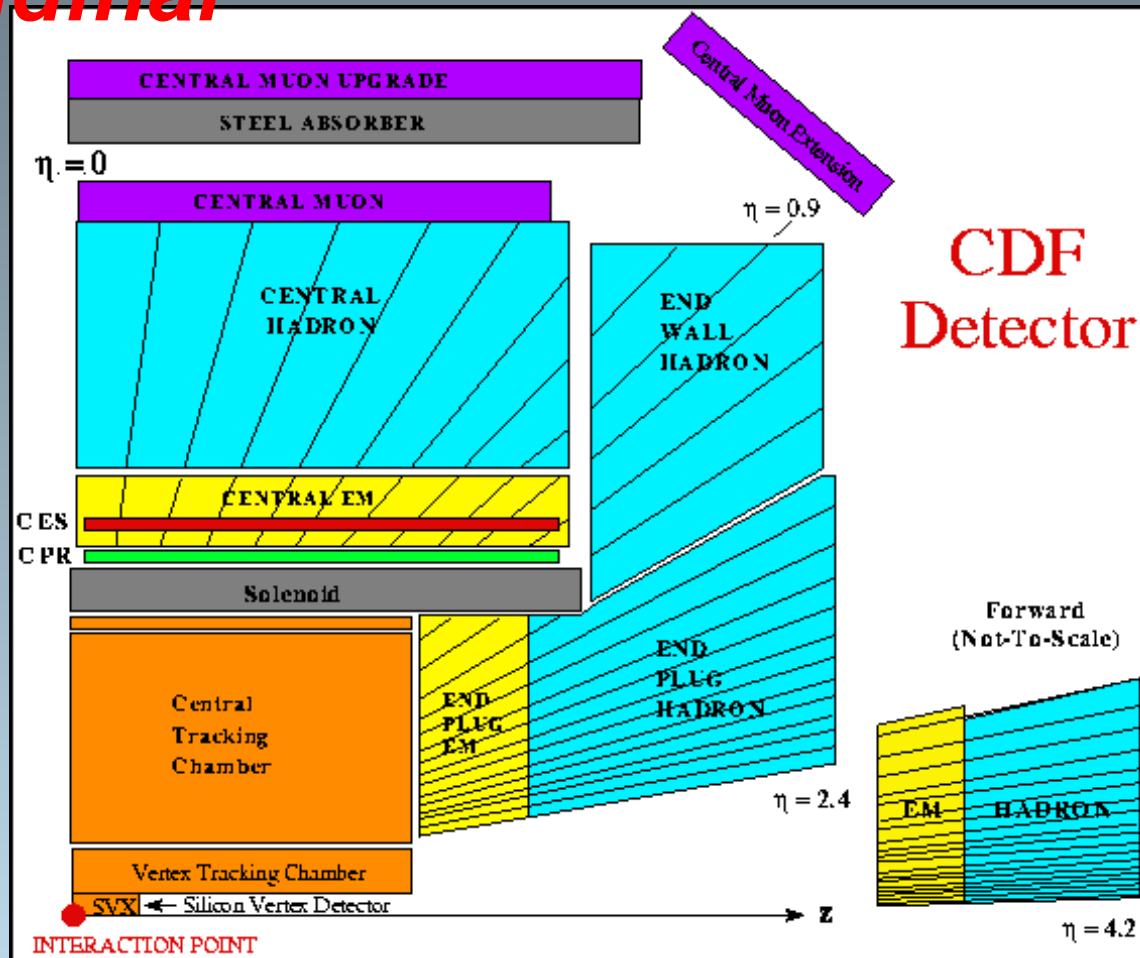 CENTRAL MUON UPGRADE
STEEL ABSORBER
Central Muon Extension
η = 0
CENTRAL MUON
η = 0.9
CDF
Detector
CENTRAL
HADRON
END
WALL
HADRON
CENTRAL EM
CES
CPR
Solenoid
Forward
(Not-To-Scale)
Central
Tracking
Chamber
END
PLUG
EM
END
PLUG
HADRON
EM
HADRON
η = 2.4
Vertex Tracking Chamber
SVX
Silicon Vertex Detector
Z
η = 4.2
INTERACTION POINT